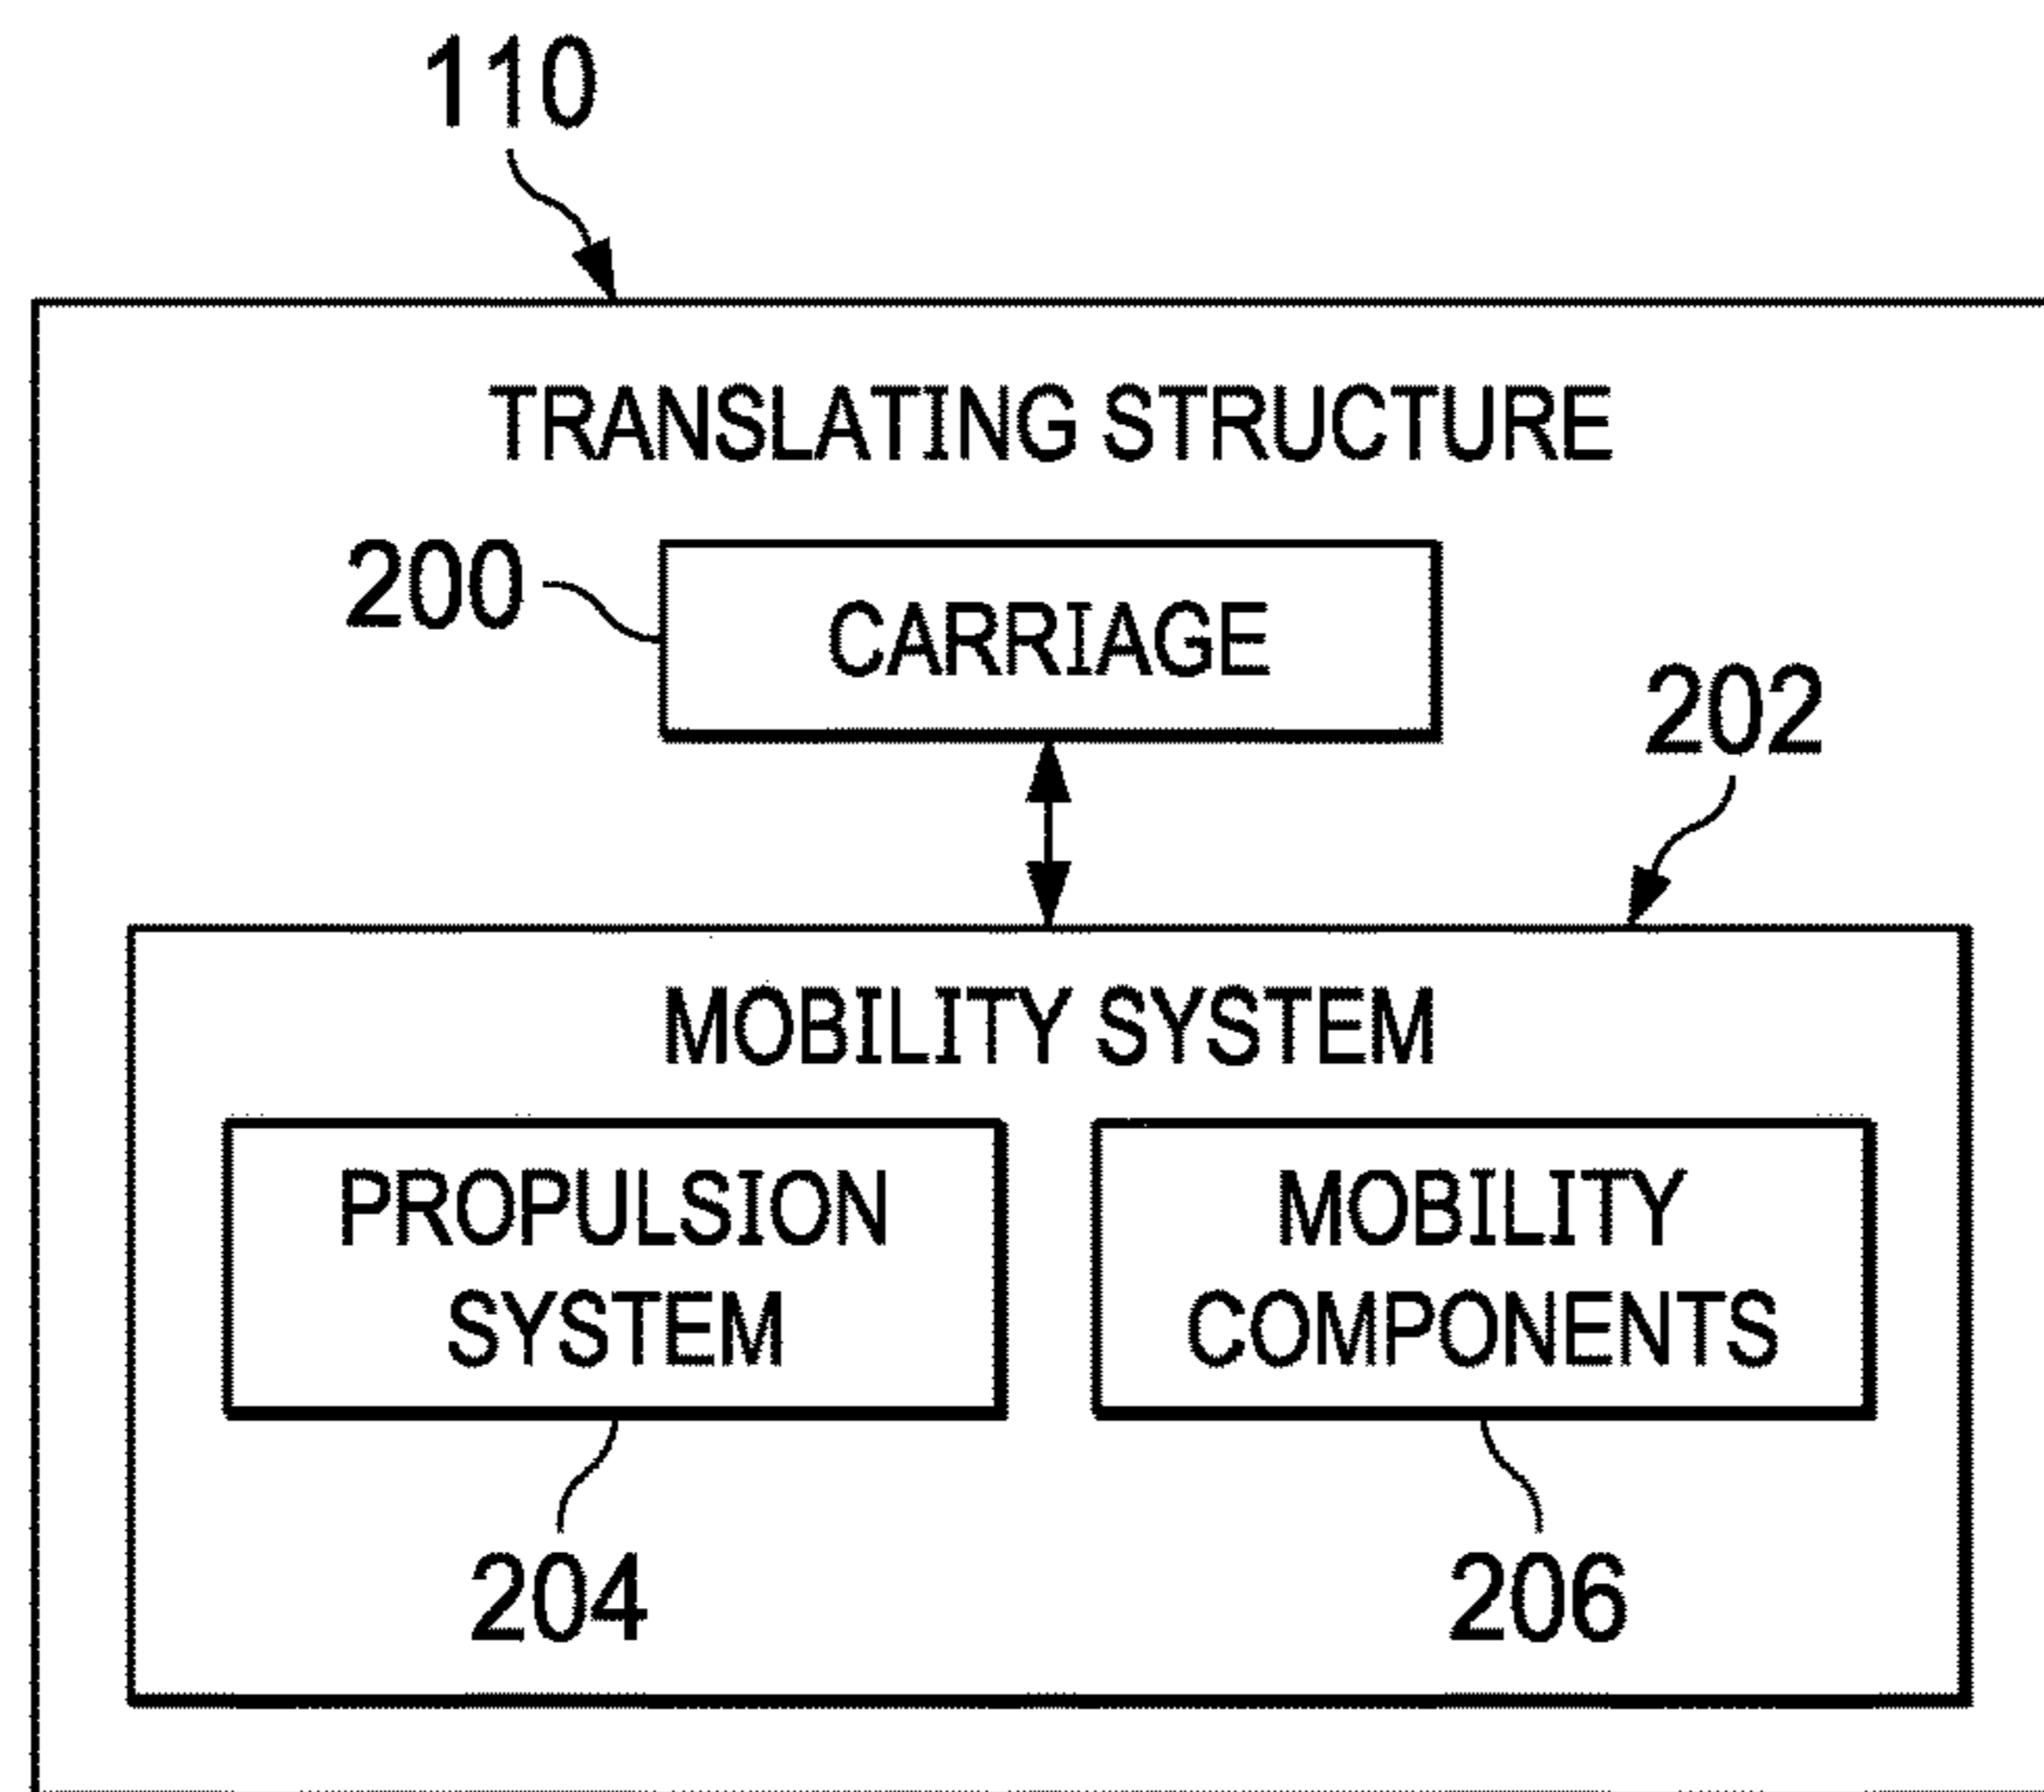 110
TRANSLATING STRUCTURE
200
CARRIAGE
202
MOBILITY SYSTEM
PROPULSION
SYSTEM
MOBILITY
COMPONENTS
204
206